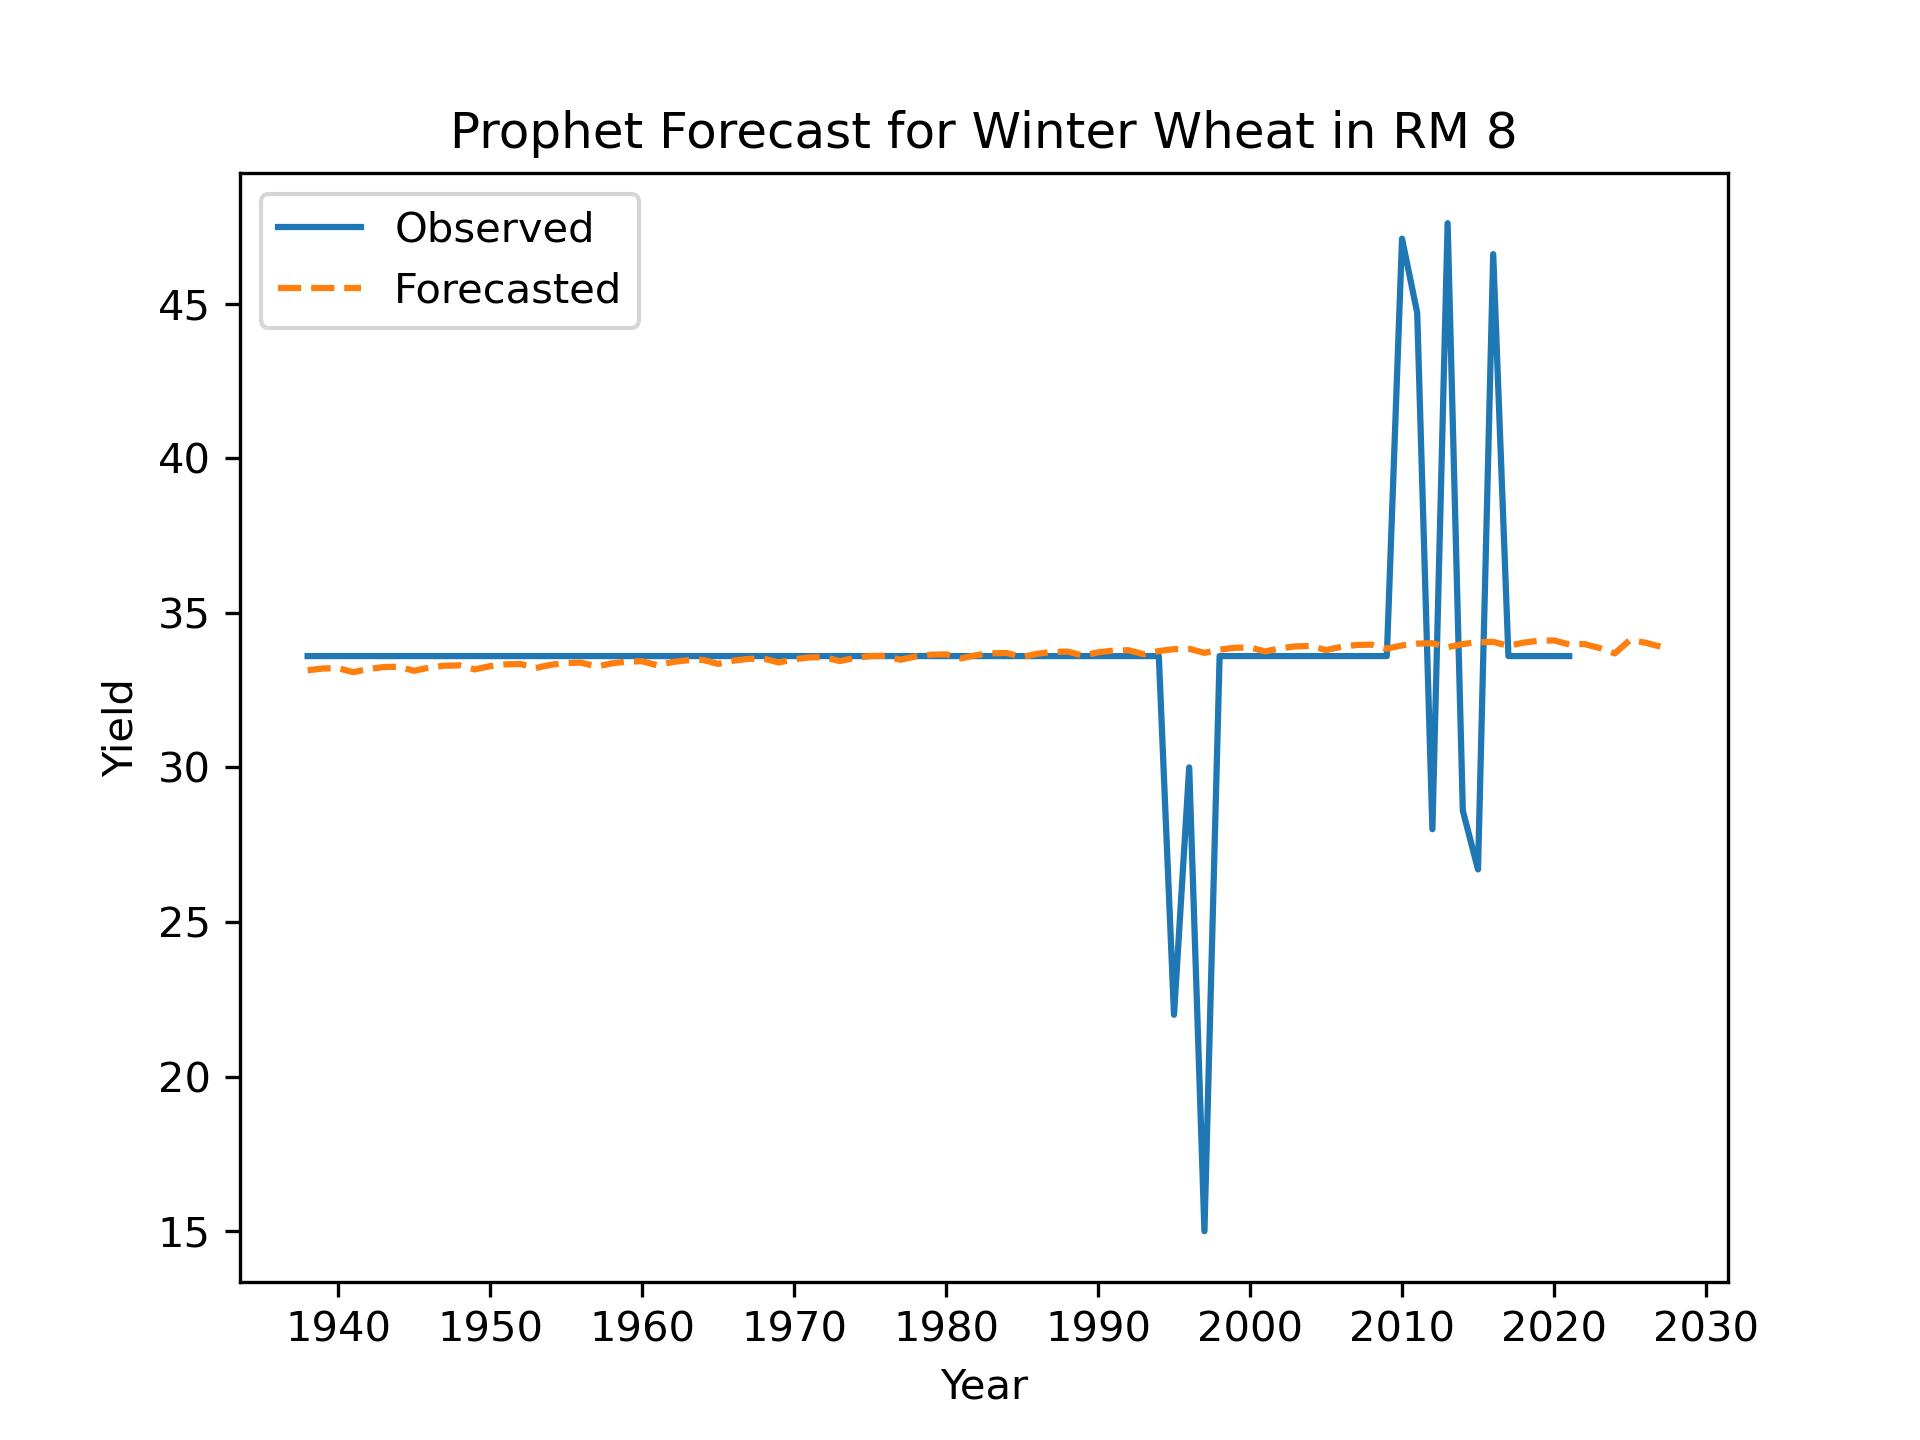 Prophet Forecast for Winter Wheat in RM 8
Observed
Forecasted
45
40
35
30
25
20
15
Yield
1940 1950 1960 1970 1980 1990 2000 2010 2020 2030
Year